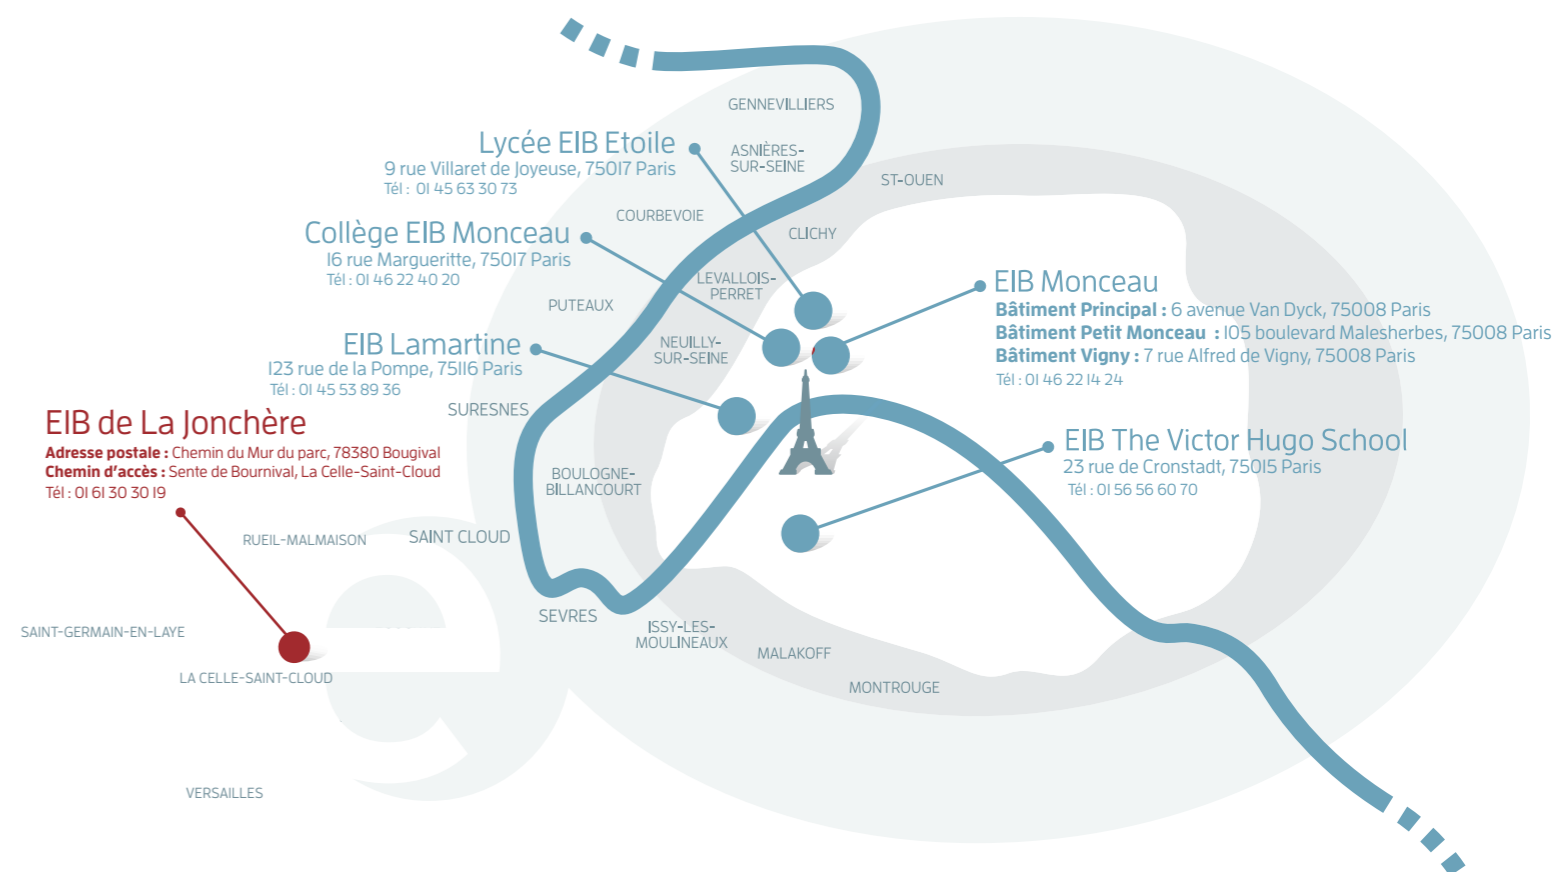 GENNEVILLIERS
Lycée EIB Etoile
9 rue Villaret de Joyeuse, 75017 Paris
Tél : 01 45 63 30 73
ASNIÈRES-
SUR-SEINE
ST-OUEN
COURBEVOIE
CLICHY
Collège EIB Monceau
16 rue Margueritte, 75017 Paris
Tél : 01 46 22 40 20
LEVALLOIS-
PERRET
PUTEAUX
EIB Monceau
Bâtiment Principal : 6 avenue Van Dyck, 75008 Paris
Bâtiment Petit Monceau : 105 boulevard Malesherbes, 75008 Paris
Bâtiment Vigny : 7 rue Alfred de Vigny, 75008 Paris
Tél : 01 46 22 14 24
EIB Lamartine
123 rue de la Pompe, 75116 Paris
Tél : 01 45 53 89 36
NEUILLY-
SUR-SEINE
SURESNES
EIB de La Jonchère
Adresse postale : Chemin du Mur du parc, 78380 Bougival
Chemin d'accès : Sente de Bournival, La Celle-Saint-Cloud
Tél : 01 61 30 30 19
EIB The Victor Hugo School
23 rue de Cronstadt, 75015 Paris
Tél : 01 56 56 60 70
BOULOGNE-
BILLANCOURT
RUEIL-MALMAISON
SAINT CLOUD
SEVRES
ISSY-LES-
MOULINEAUX
SAINT-GERMAIN-EN-LAYE
MALAKOFF
LA CELLE-SAINT-CLOUD
MONTROUGE
VERSAILLES
e